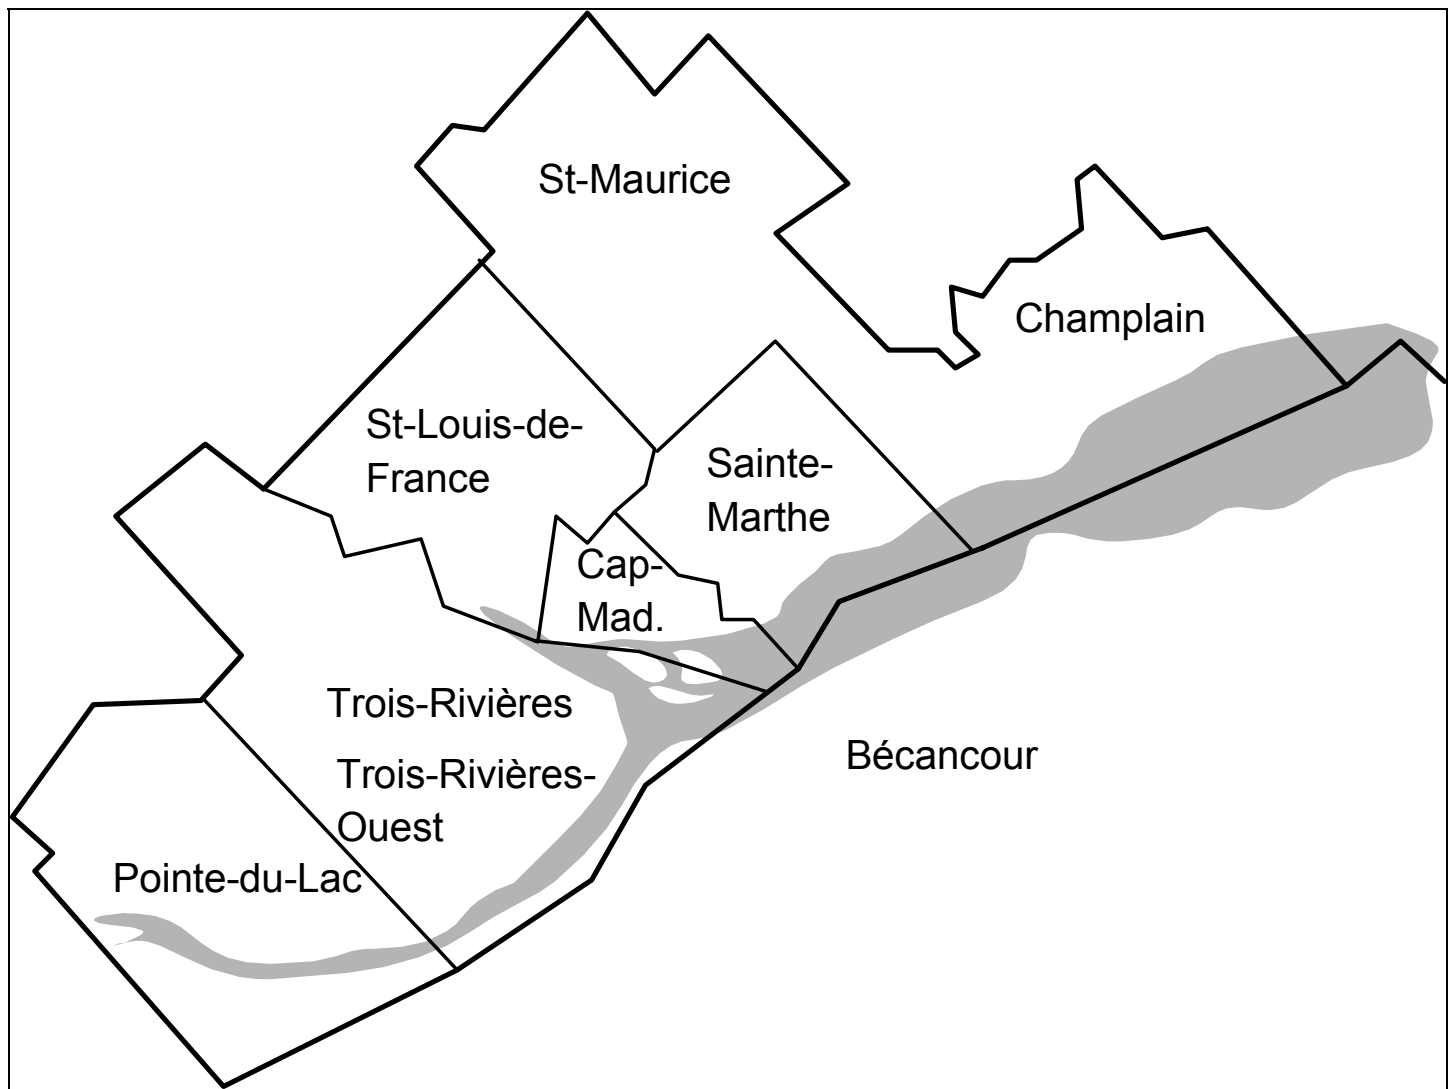 St-Maurice
Champlain
St-Louis-de-
France
Sainte-
Marthe
Cap-
Mad.
Trois-Rivières
Trois-Rivières-
Ouest
Bécancour
Pointe-du-Lac